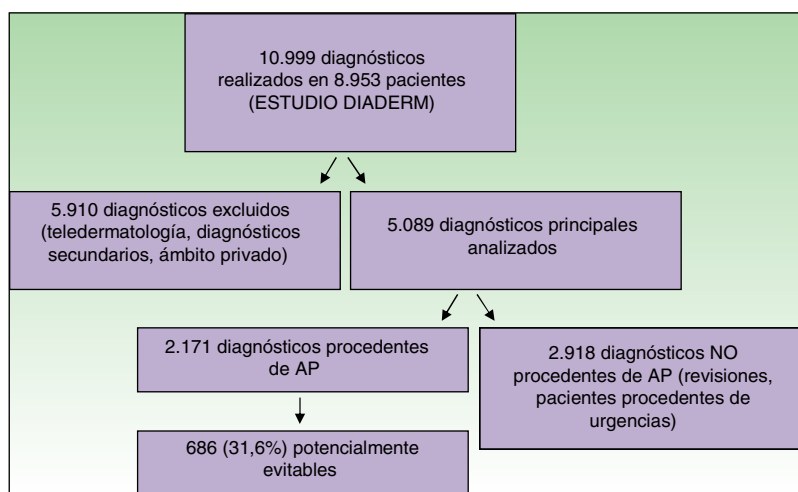 10.999 diagnósticos
realizados en 8.953 pacientes
(ESTUDIO DIADERM)
5.910 diagnósticos excluidos
(teledermatología, diagnósticos
secundarios, ámbito privado)
5.089 diagnósticos principales
analizados
2.171 diagnósticos procedentes
de AP
2.918 diagnósticos NO
procedentes de AP (revisiones,
pacientes procedentes de
urgencias)
686 (31,6%) potencialmente
evitables